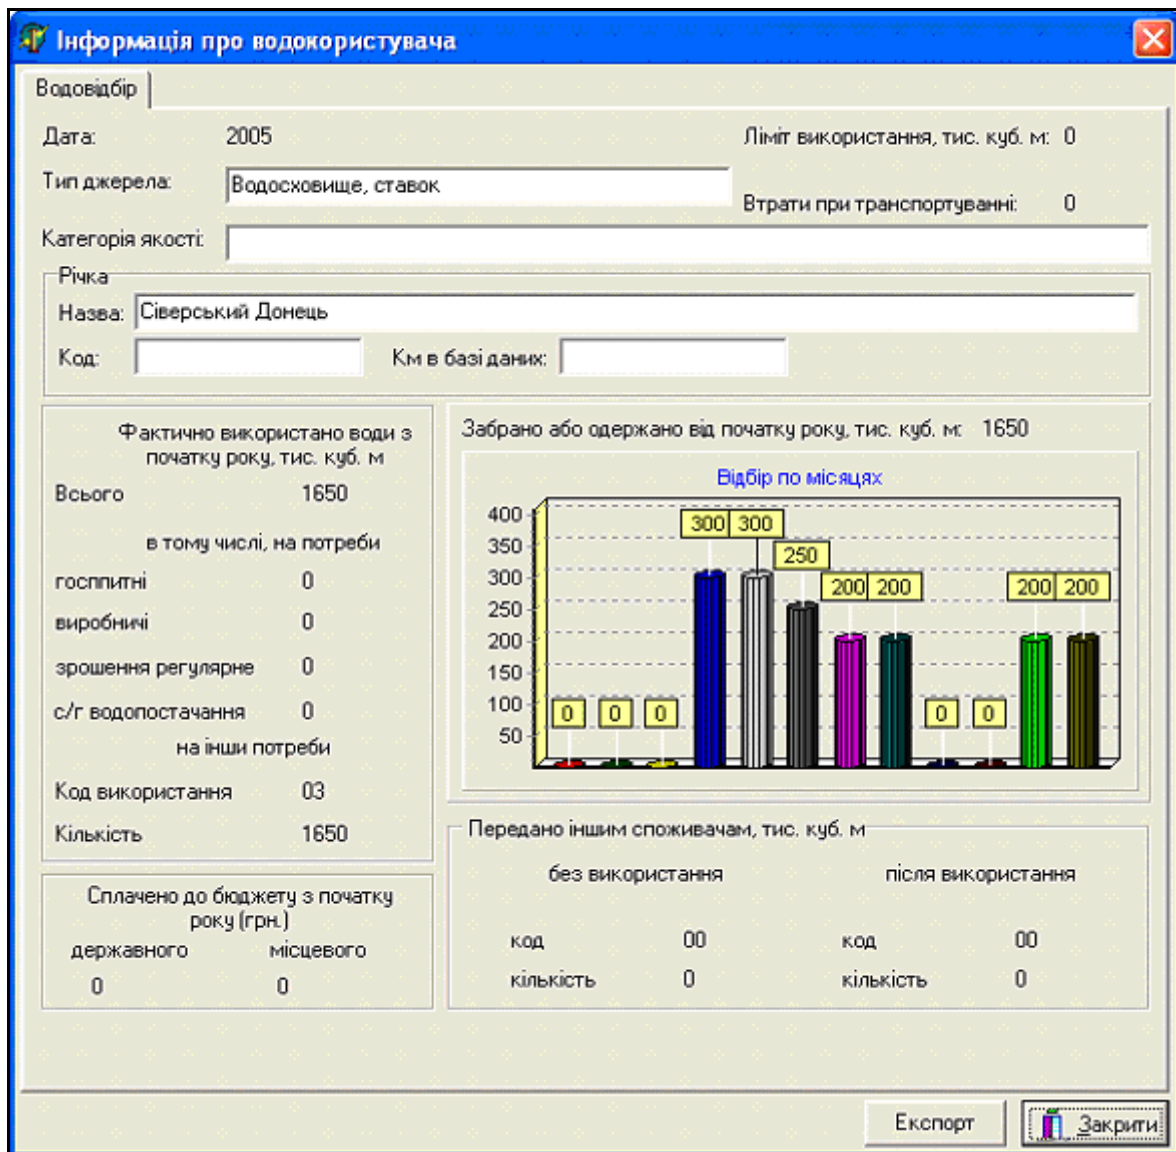 Інформація про водокористувача
Водовідбір
Дата: 2005 Ліміт використання, тис. куб. м: 0
Тип джерела: Водосховище, ставок
Втрати при транспортуванні: 0
Категорія якості:
Річка
Назва: Сіверський Донець
Код: Км в базі даних:
Фактично використано води з
початку року, тис. куб. м
Всього 1650
в тому числі, на потреби
госппитні 0
виробничі 0
зрошення регулярне 0
с/г водопостачання 0
на інши потреби
Код використання 03
Кількість 1650
Забрано або одержано від початку року, тис. куб. м: 1650
Відбір по місяцях
400
350
300
250
200
150
100
50
0 0 0 300 300 250 200 200 0 0 200 200
Сплачено до бюджету з початку
року (грн.)
державного місцевого
0 0
Передано іншим споживачам, тис. куб. м
без використання після використання
код 00 код 00
кількість 0 кількість 0
Експорт Закрити